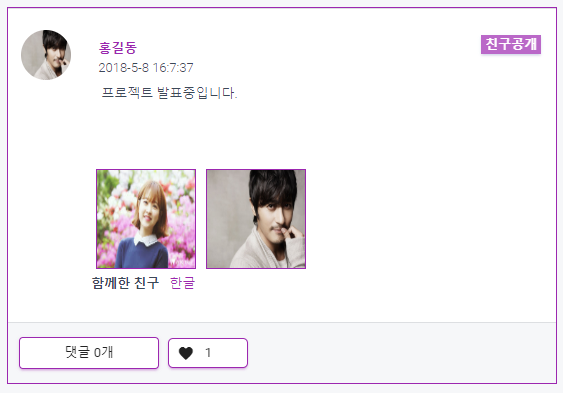 홍길동
친구공개
2018-5-8 16:7:37
프로젝트 발표중입니다.
함께한 친구 한글
댓글 0개
1